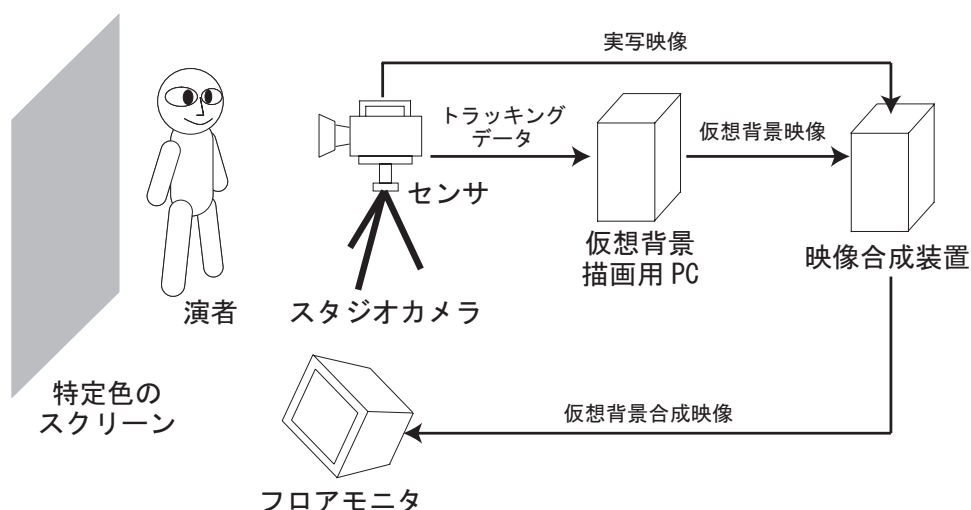 実写映像
トラッキング
データ
仮想背景映像
センサ
仮想背景
描画用 PC
映像合成装置
演者
スタジオカメラ
特定色の
スクリーン
仮想背景合成映像
フロアモニタ